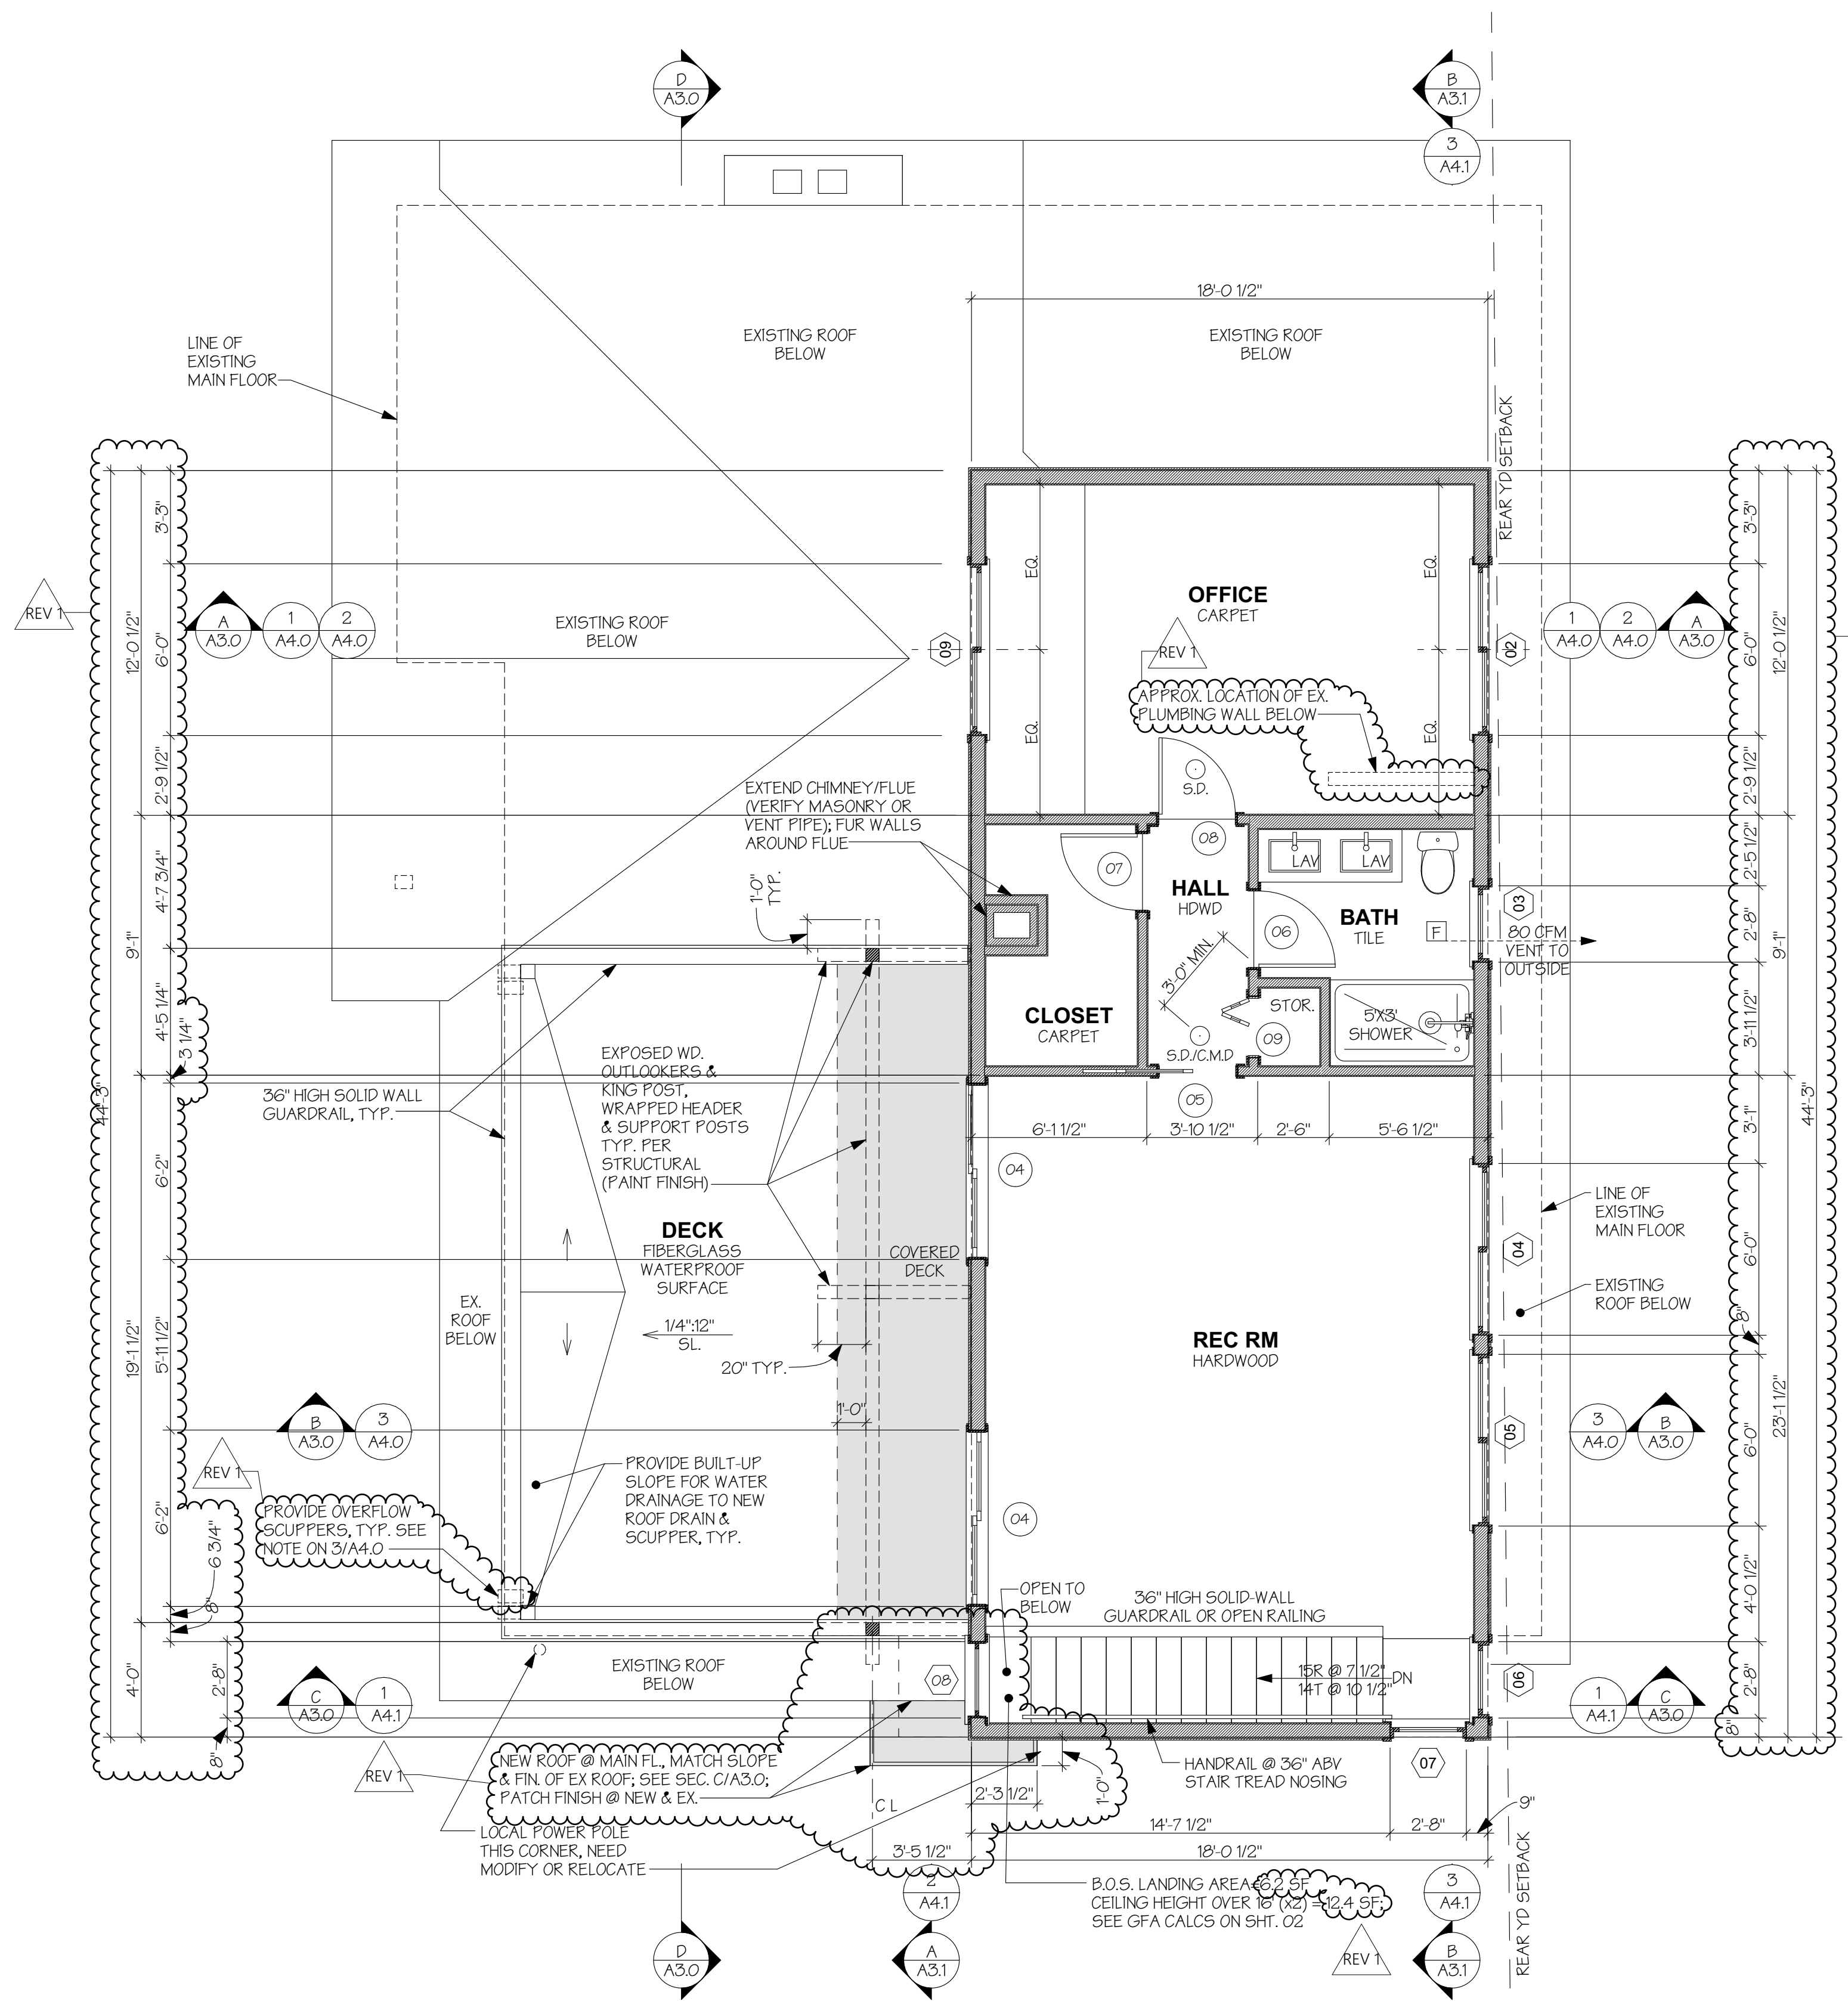 D
A3.0
B
A3.1
3
A4.1
18'-0 1/2"
LINE OF
EXISTING
MAIN FLOOR
EXISTING ROOF
BELOW
EXISTING ROOF
BELOW
REAR YD SETBACK
REV 1
3'-3"
12'-0 1/2"
6'-0"
2'-9 1/2"
4'-7 3/4"
9'-1"
4'-5 1/4"
3 1/4"
44'-3"
6'-2"
19'-1 1/2"
5'-11 1/2"
6'-2"
6 3/4"
8"
4'-0"
2'-8"
8"
A
A3.0
1
A4.0
2
A4.0
EXISTING ROOF
BELOW
09
EQ.
EQ.
OFFICE
CARPET
REV 1
APPROX. LOCATION OF EX.
PLUMBING WALL BELOW
EQ.
EQ.
02
1
A4.0
2
A4.0
A
A3.0
3'-3"
6'-0"
12'-0 1/2"
2'-9 1/2"
2'-5 1/2"
2'-8"
9'-1"
3'-11 1/2"
3'-1"
44'-3"
6'-0"
8"
23'-1 1/2"
6'-0"
4'-0 1/2"
2'-8"
8"
EXTEND CHIMNEY/FLUE
(VERIFY MASONRY OR
VENT PIPE); FUR WALLS
AROUND FLUE
1'-0"
TYP.
S.D.
08
07
LAV
LAV
HALL
HDWD
BATH
TILE
06
F
03
80 CFM
VENT TO
OUTSIDE
3'-0" MIN.
CLOSET
CARPET
STOR.
5'X3'
SHOWER
09
S.D./C.M.D
05
6'-1 1/2"
3'-10 1/2"
2'-6"
5'-6 1/2"
36" HIGH SOLID WALL
GUARDRAIL, TYP.
EXPOSED WD.
OUTLOOKERS &
KING POST,
WRAPPED HEADER
& SUPPORT POSTS
TYP. PER
STRUCTURAL
(PAINT FINISH)
04
DECK
FIBERGLASS
WATERPROOF
SURFACE
COVERED
DECK
EX.
ROOF
BELOW
1/4":12"
SL.
20" TYP.
1'-0"
REC RM
HARDWOOD
LINE OF
EXISTING
MAIN FLOOR
04
EXISTING
ROOF BELOW
B
A3.0
3
A4.0
05
3
A4.0
B
A3.0
REV 1
PROVIDE OVERFLOW
SCUPPERS, TYP. SEE
NOTE ON 3/A4.0
PROVIDE BUILT-UP
SLOPE FOR WATER
DRAINAGE TO NEW
ROOF DRAIN &
SCUPPER, TYP.
04
OPEN TO
BELOW
36" HIGH SOLID-WALL
GUARDRAIL OR OPEN RAILING
EXISTING ROOF
BELOW
08
15R @ 7 1/2"
14T @ 10 1/2"
DN
06
C
A3.0
1
A4.1
1
A4.1
C
A3.0
REV 1
NEW ROOF @ MAIN FL., MATCH SLOPE
& FIN. OF EX ROOF; SEE SEC. C/A3.0;
PATCH FINISH @ NEW & EX.
HANDRAIL @ 36" ABV
STAIR TREAD NOSING
07
2'-3 1/2"
1'-0"
C L
9"
14'-7 1/2"
2'-8"
LOCAL POWER POLE
THIS CORNER, NEED
MODIFY OR RELOCATE
3'-5 1/2"
18'-0 1/2"
2
A4.1
B.O.S. LANDING AREA=6.2 SF
CEILING HEIGHT OVER 16' (x2) = 12.4 SF;
SEE GFA CALCS ON SHT. 02
3
A4.1
REAR YD SETBACK
D
A3.0
A
A3.1
REV 1
B
A3.1